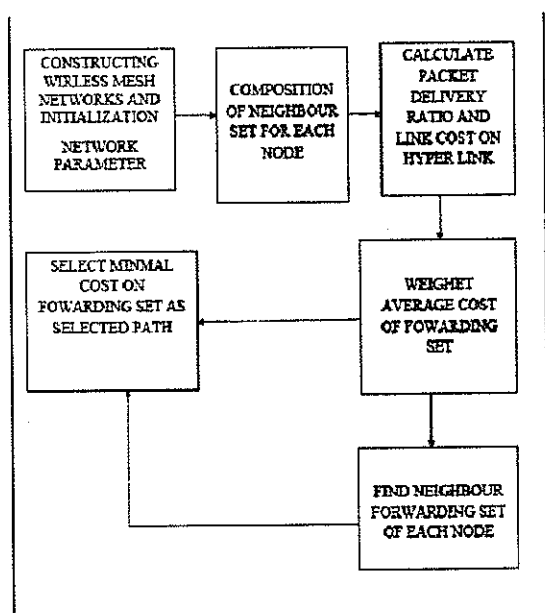 CONSTRUCTING
WIRLESS MESH
NETWORKS AND
INITIALIZATION
NETWORK
PARAMETER
COMPOSITION
OF NEIGHBOUR
SET FOR EACH
NODE
CALCULATE
PACKET
DELIVERY
RATIO AND
LINK COST ON
HYPER LINK
SELECT MINMAL
COST ON
FOWARDING SET AS
SELECTED PATH
WEIGHET
AVERAGE COST
OF FOWARDING
SET
FIND NEIGHBOUR
FORWARDING SET
OF EACH NODE